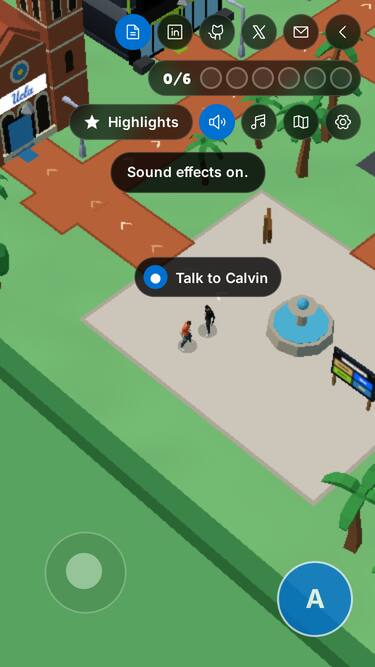 0/6
Highlights
Ucla
Sound effects on.
Talk to Calvin
A